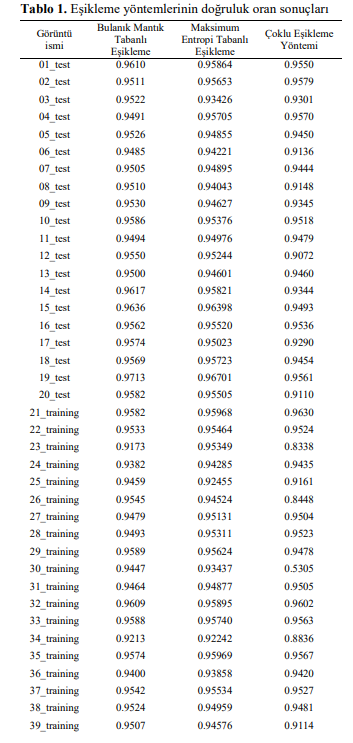 Tablo 1. Eşikleme yöntemlerinin doğruluk oran sonuçları
Görüntü ismi Bulanık Mantık Tabanlı Eşikleme Maksimum Entropi Tabanlı Eşikleme Çoklu Eşikleme Yöntemi
01_test 0.9610 0.95864 0.9550
02_test 0.9511 0.95653 0.9579
03_test 0.9522 0.93426 0.9301
04_test 0.9491 0.95705 0.9570
05_test 0.9526 0.94855 0.9450
06_test 0.9485 0.94221 0.9136
07_test 0.9505 0.94895 0.9444
08_test 0.9510 0.94043 0.9148
09_test 0.9530 0.94627 0.9345
10_test 0.9586 0.95376 0.9518
11_test 0.9494 0.94976 0.9479
12_test 0.9550 0.95244 0.9072
13_test 0.9500 0.94601 0.9460
14_test 0.9617 0.95821 0.9344
15_test 0.9636 0.96398 0.9493
16_test 0.9562 0.95520 0.9536
17_test 0.9574 0.95023 0.9290
18_test 0.9569 0.95723 0.9454
19_test 0.9713 0.96701 0.9561
20_test 0.9582 0.95505 0.9110
21_training 0.9582 0.95968 0.9630
22_training 0.9533 0.95464 0.9524
23_training 0.9173 0.95349 0.8338
24_training 0.9382 0.94285 0.9435
25_training 0.9459 0.92455 0.9161
26_training 0.9545 0.94524 0.8448
27_training 0.9479 0.95131 0.9504
28_training 0.9493 0.95311 0.9523
29_training 0.9589 0.95624 0.9478
30_training 0.9447 0.93437 0.5305
31_training 0.9464 0.94877 0.9505
32_training 0.9609 0.95895 0.9602
33_training 0.9588 0.95740 0.9563
34_training 0.9213 0.92242 0.8836
35_training 0.9574 0.95969 0.9567
36_training 0.9400 0.93858 0.9420
37_training 0.9542 0.95534 0.9527
38_training 0.9524 0.94959 0.9481
39_training 0.9507 0.94576 0.9114